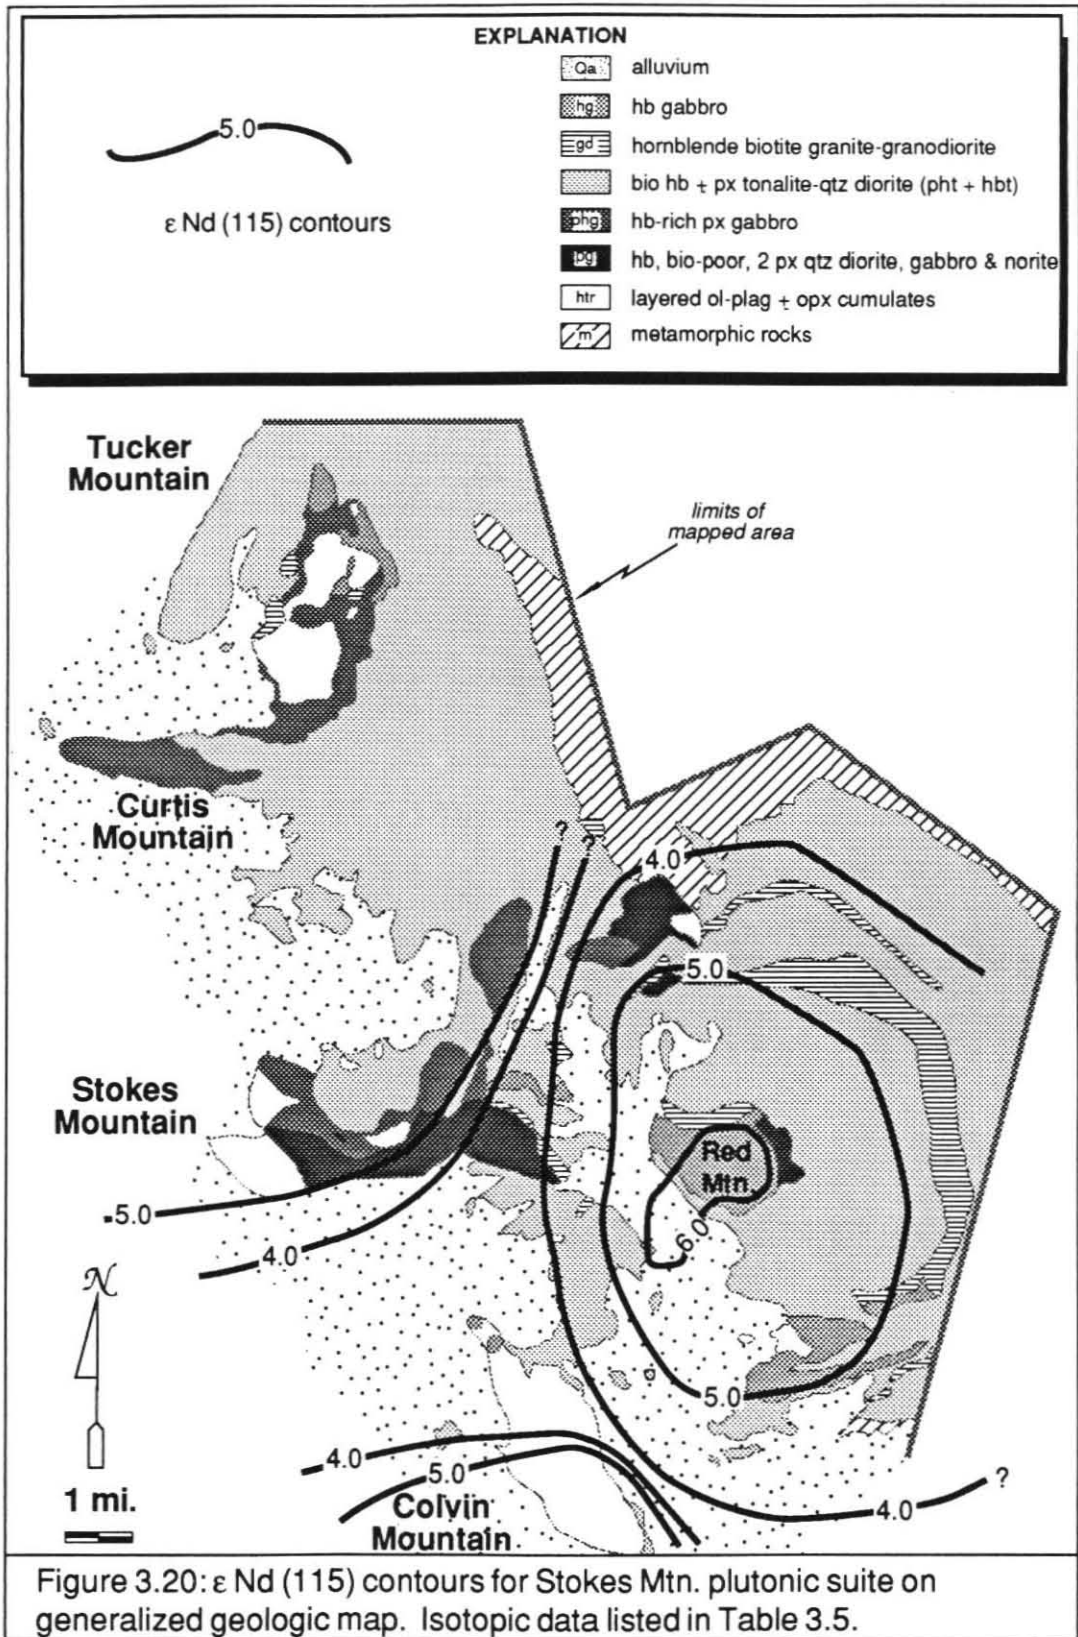 EXPLANATION
5.0
ε Nd (115) contours
Qa alluvium
hg hb gabbro
gd hornblende biotite granite-granodiorite
bio hb ± px tonalite-qtz diorite (pht + hbt)
phg hb-rich px gabbro
pg hb, bio-poor, 2 px qtz diorite, gabbro & norite
htr layered ol-plag ± opx cumulates
m metamorphic rocks
Tucker
Mountain
limits of
mapped area
Curtis
Mountain
?
?
4.0
5.0
Stokes
Mountain
Red
Mtn.
6.0
5.0
4.0
N
5.0
4.0
5.0
?
4.0
1 mi.
Colvin
Mountain
Figure 3.20: ε Nd (115) contours for Stokes Mtn. plutonic suite on
generalized geologic map. Isotopic data listed in Table 3.5.